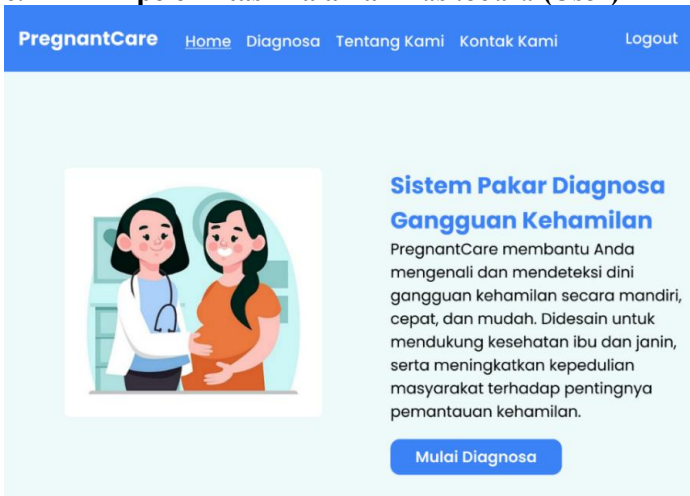 (User)
PregnantCare Home Diagnosa Tentang Kami Kontak Kami Logout
Sistem Pakar Diagnosa
Gangguan Kehamilan
PregnantCare membantu Anda
mengenali dan mendeteksi dini
gangguan kehamilan secara mandiri,
cepat, dan mudah. Didesain untuk
mendukung kesehatan ibu dan janin,
serta meningkatkan kepedulian
masyarakat terhadap pentingnya
pemantauan kehamilan.
Mulai Diagnosa